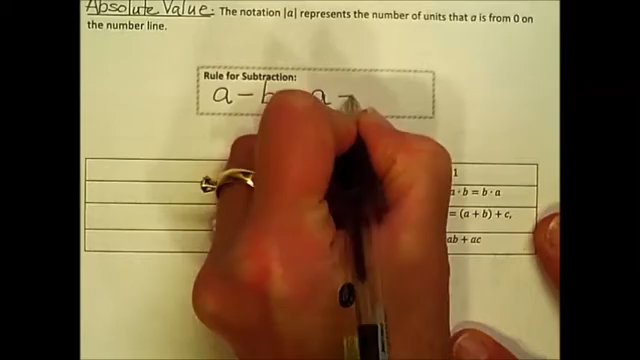 Absolute Value: The notation |a| represents the number of units that a is from 0 on
the number line.
Rule for Subtraction:
a - b a -
1
a · b = b · a
= (a + b) + c,
ab + ac